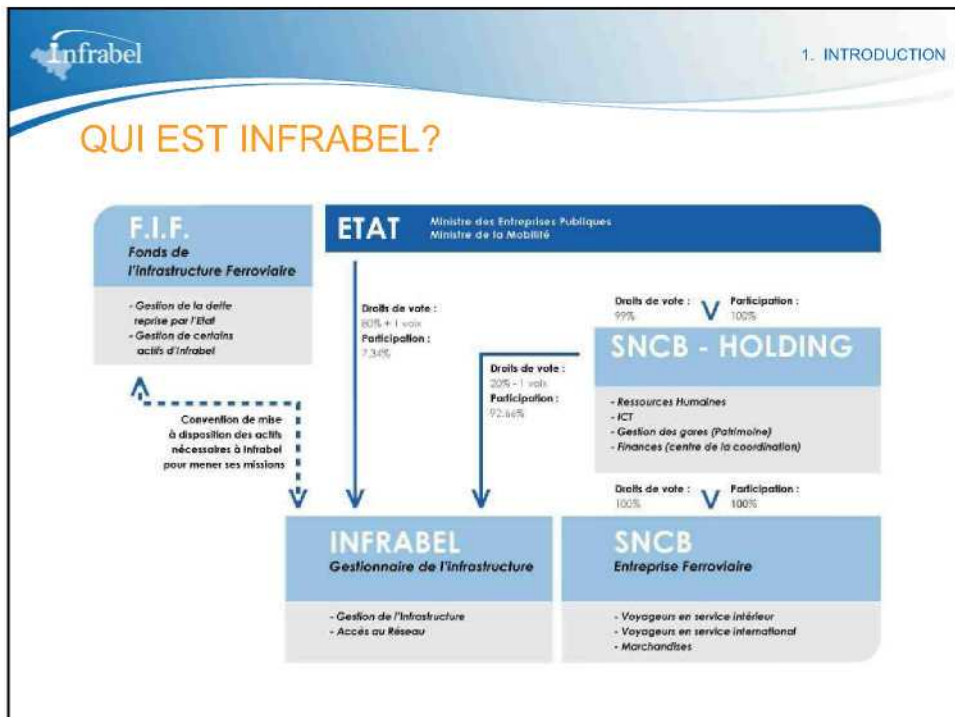 infrabel
1. INTRODUCTION
QUI EST INFRABEL?
F.I.F.
Fonds de
l'infrastructure Ferroviaire
- Gestion de la dette
reprise par l'Etat
- Gestion de certains
actifs d'Infrabel
ETAT
Ministre des Entreprises Publiques
Ministre de la Mobilité
Droits de vote :
80% + 1 voix
Participation :
7,34%
Droits de vote :
99%
Participation :
100%
SNCB - HOLDING
- Ressources Humaines
- ICT
- Gestion des gares (Patrimoine)
- Finances (centre de la coordination)
Droits de vote :
20% - 1 voix
Participation :
92,66%
Convention de mise
à disposition des actifs
nécessaires à Infrabel
pour mener ses missions
Droits de vote :
100%
Participation :
100%
INFRABEL
Gestionnaire de l'infrastructure
- Gestion de l'Infrastructure
- Accès au Réseau
SNCB
Entreprise Ferroviaire
- Voyageurs en service intérieur
- Voyageurs en service international
- Marchandises